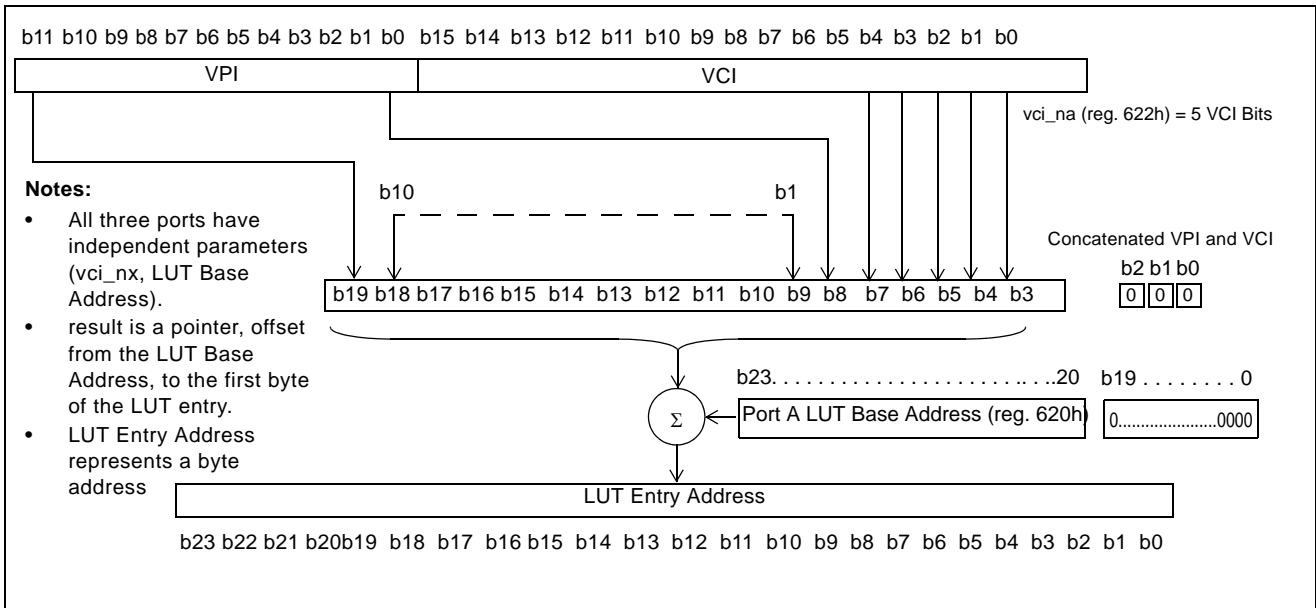 b11 b10 b9 b8 b7 b6 b5 b4 b3 b2 b1 b0 b15 b14 b13 b12 b11 b10 b9 b8 b7 b6 b5 b4 b3 b2 b1 b0
VPI VCI
vci_na (reg. 622h) = 5 VCI Bits
Notes:
• All three ports have
independent parameters
(vci_nx, LUT Base
Address).
• result is a pointer, offset
from the LUT Base
Address, to the first byte
of the LUT entry.
• LUT Entry Address
represents a byte
address
b10 b1
Concatenated VPI and VCI
b2 b1 b0
0 0 0
b19 b18 b17 b16 b15 b14 b13 b12 b11 b10 b9 b8 b7 b6 b5 b4 b3
b23. . . . . . . . . . . . . . . . . . . . . . .. . ..20 b19 . . . . . . . . 0
Σ
Port A LUT Base Address (reg. 620h)
0......................0000
LUT Entry Address
b23 b22 b21 b20b19 b18 b17 b16 b15 b14 b13 b12 b11 b10 b9 b8 b7 b6 b5 b4 b3 b2 b1 b0